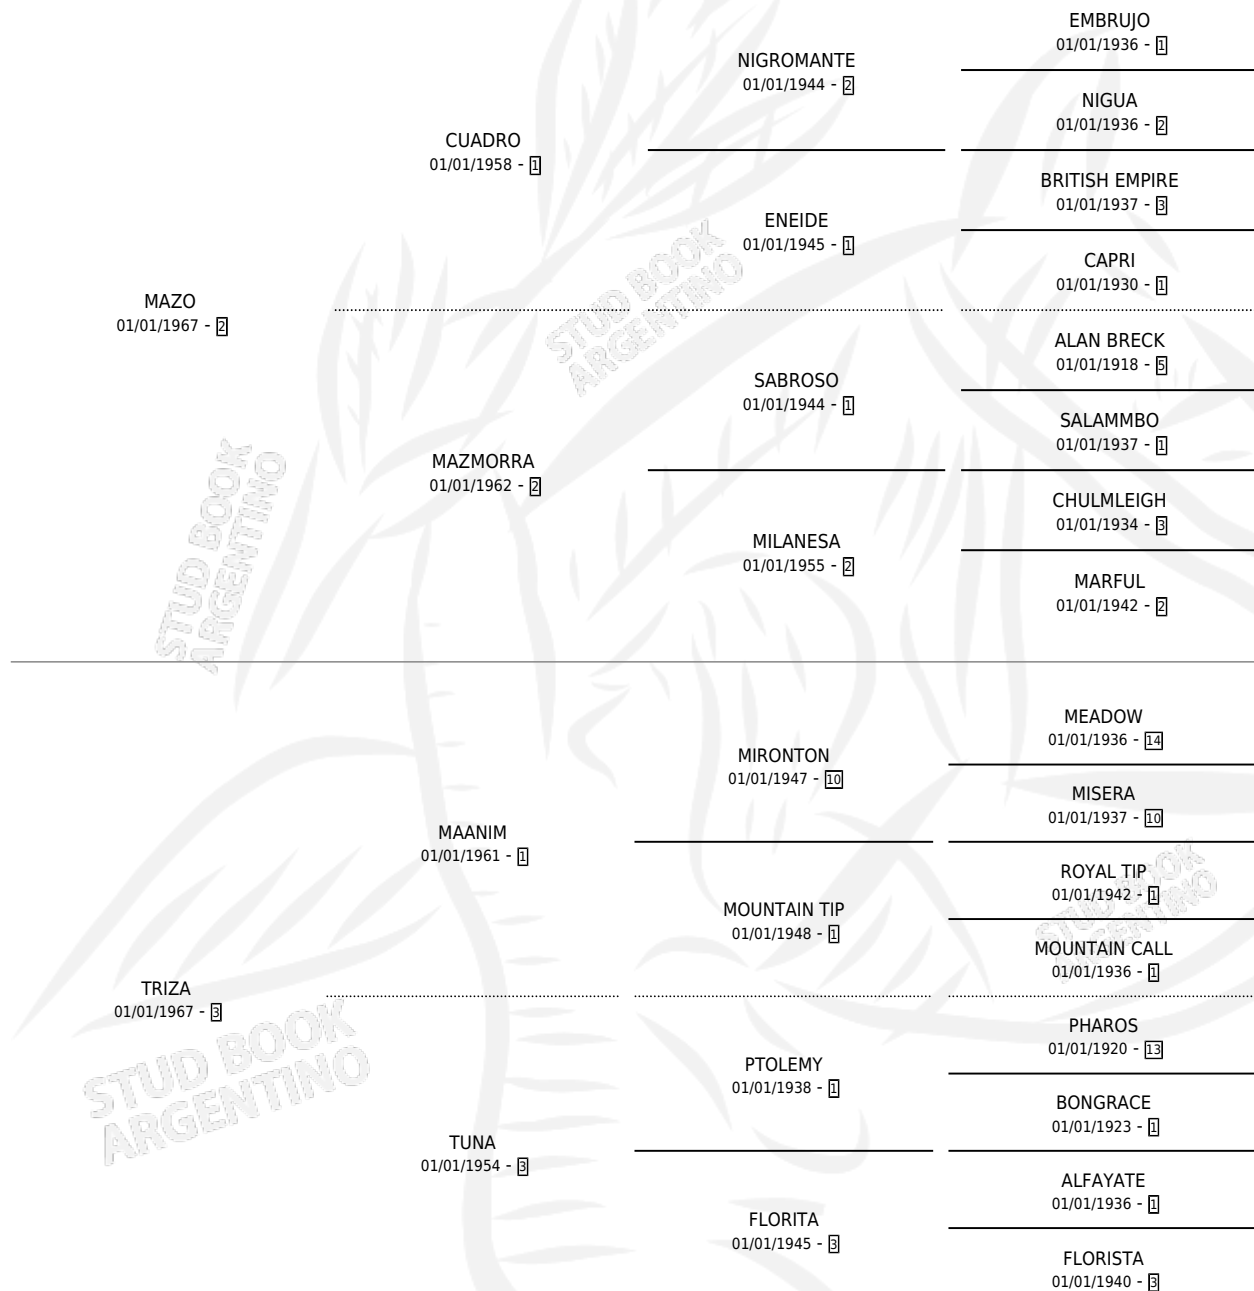 EMBRUJO
01/01/1936 - 1
NIGROMANTE
01/01/1944 - 2
NIGUA
01/01/1936 - 2
CUADRO
01/01/1958 - 1
BRITISH EMPIRE
01/01/1937 - 3
ENEIDE
01/01/1945 - 1
CAPRI
01/01/1930 - 1
MAZO
01/01/1967 - 2
STUD BOOK
ARGENTINO
ALAN BRECK
01/01/1918 - 5
SABROSO
01/01/1944 - 1
SALAMMBO
01/01/1937 - 1
MAZMORRA
01/01/1962 - 2
CHULMLEIGH
01/01/1934 - 3
MILANESA
01/01/1955 - 2
MARFUL
01/01/1942 - 2
STUD BOOK
ARGENTINO
MEADOW
01/01/1936 - 14
MIRONTON
01/01/1947 - 10
MISERA
01/01/1937 - 10
MAANIM
01/01/1961 - 1
ROYAL TIP
01/01/1942 - 1
MOUNTAIN TIP
01/01/1948 - 1
STUD BOOK
ARGENTINO
MOUNTAIN CALL
01/01/1936 - 1
TRIZA
01/01/1967 - 3
PHAROS
01/01/1920 - 13
PTOLEMY
01/01/1938 - 1
BONGRACE
01/01/1923 - 1
STUD BOOK
ARGENTINO
TUNA
01/01/1954 - 3
ALFAYATE
01/01/1936 - 1
FLORITA
01/01/1945 - 3
FLORISTA
01/01/1940 - 3